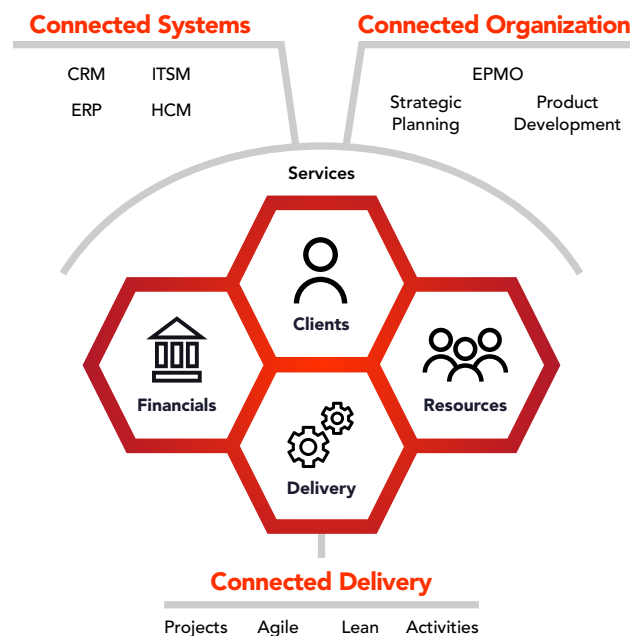 Connected Systems
Connected Organization
CRM ITSM
ERP HCM
EPMO
Strategic
Planning
Product
Development
Services
Clients
Financials
Resources
Delivery
Connected Delivery
Projects Agile Lean Activities